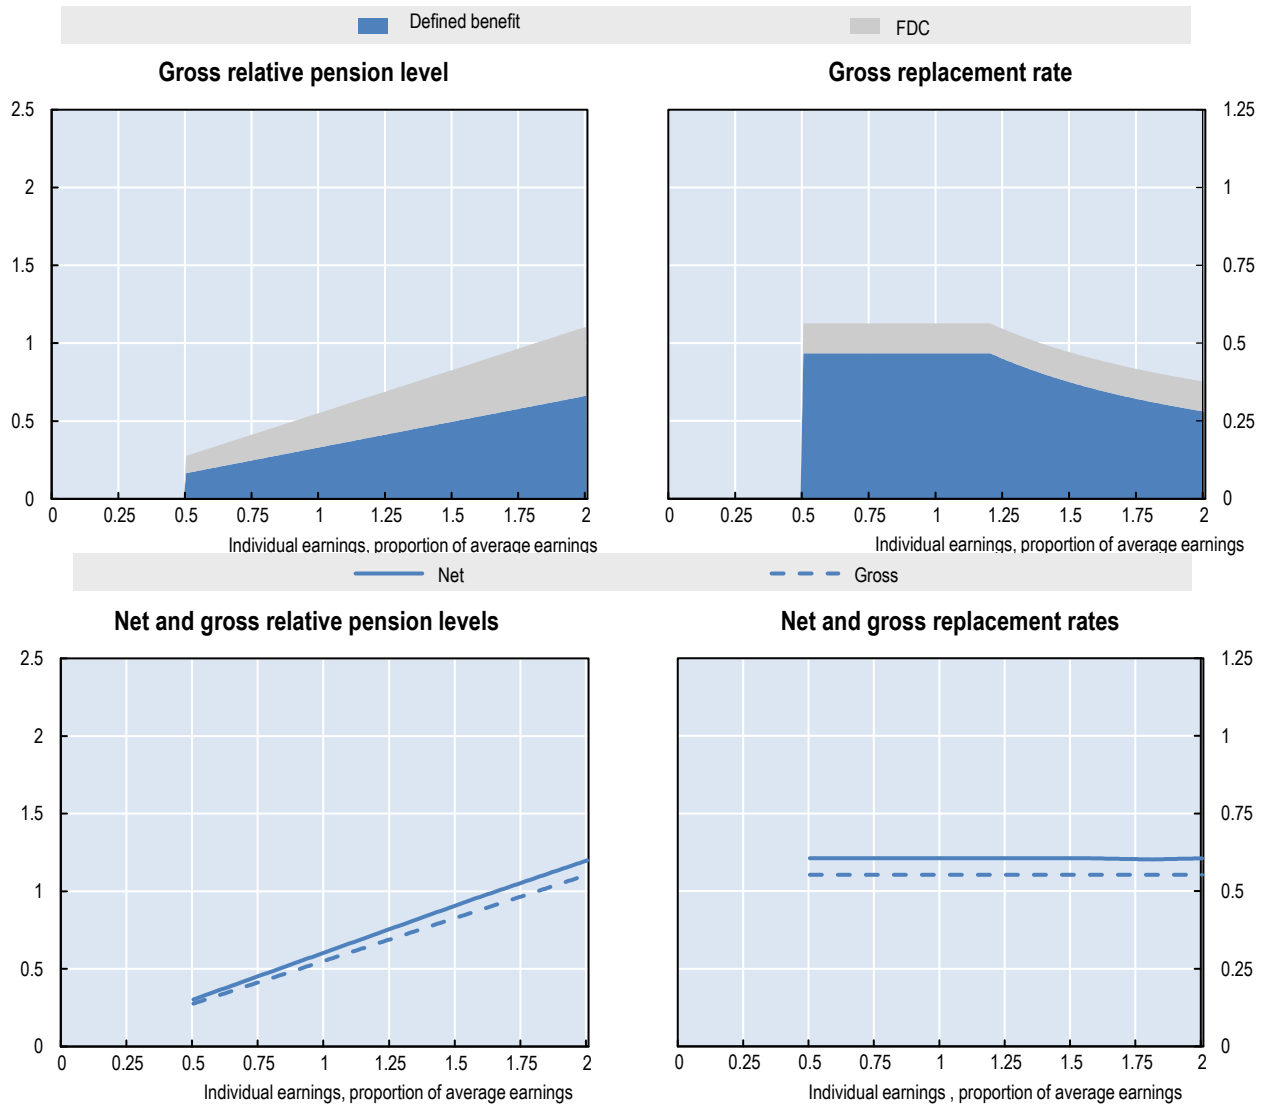 Defined benefit FDC
Gross relative pension level
2.5
2
1.5
1
0.5
0
0 0.25 0.5 0.75 1 1.25 1.5 1.75 2
Individual earnings, proportion of average earnings
Gross replacement rate
1.25
1
0.75
0.5
0.25
0
0 0.25 0.5 0.75 1 1.25 1.5 1.75 2
Individual earnings, proportion of average earnings
Net Gross
Net and gross relative pension levels
2.5
2
1.5
1
0.5
0
0 0.25 0.5 0.75 1 1.25 1.5 1.75 2
Individual earnings, proportion of average earnings
Net and gross replacement rates
1.25
1
0.75
0.5
0.25
0
0 0.25 0.5 0.75 1 1.25 1.5 1.75 2
Individual earnings , proportion of average earnings